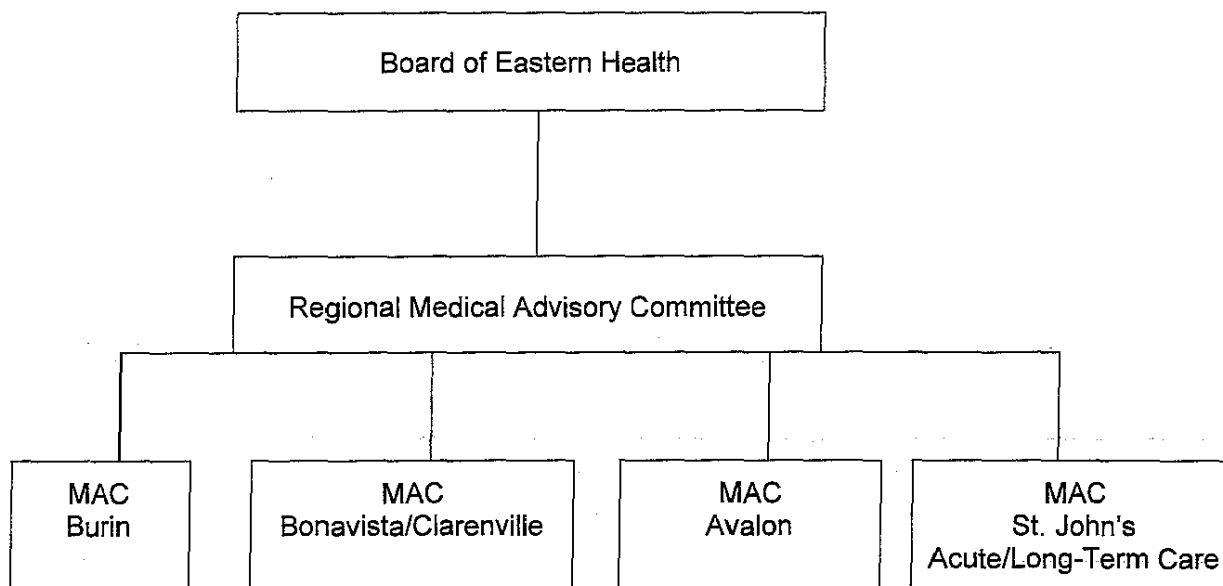 Board of Eastern Health
Regional Medical Advisory Committee
MAC
Burin
MAC
Bonavista/Clarenville
MAC
Avalon
MAC
St. John's
Acute/Long-Term Care